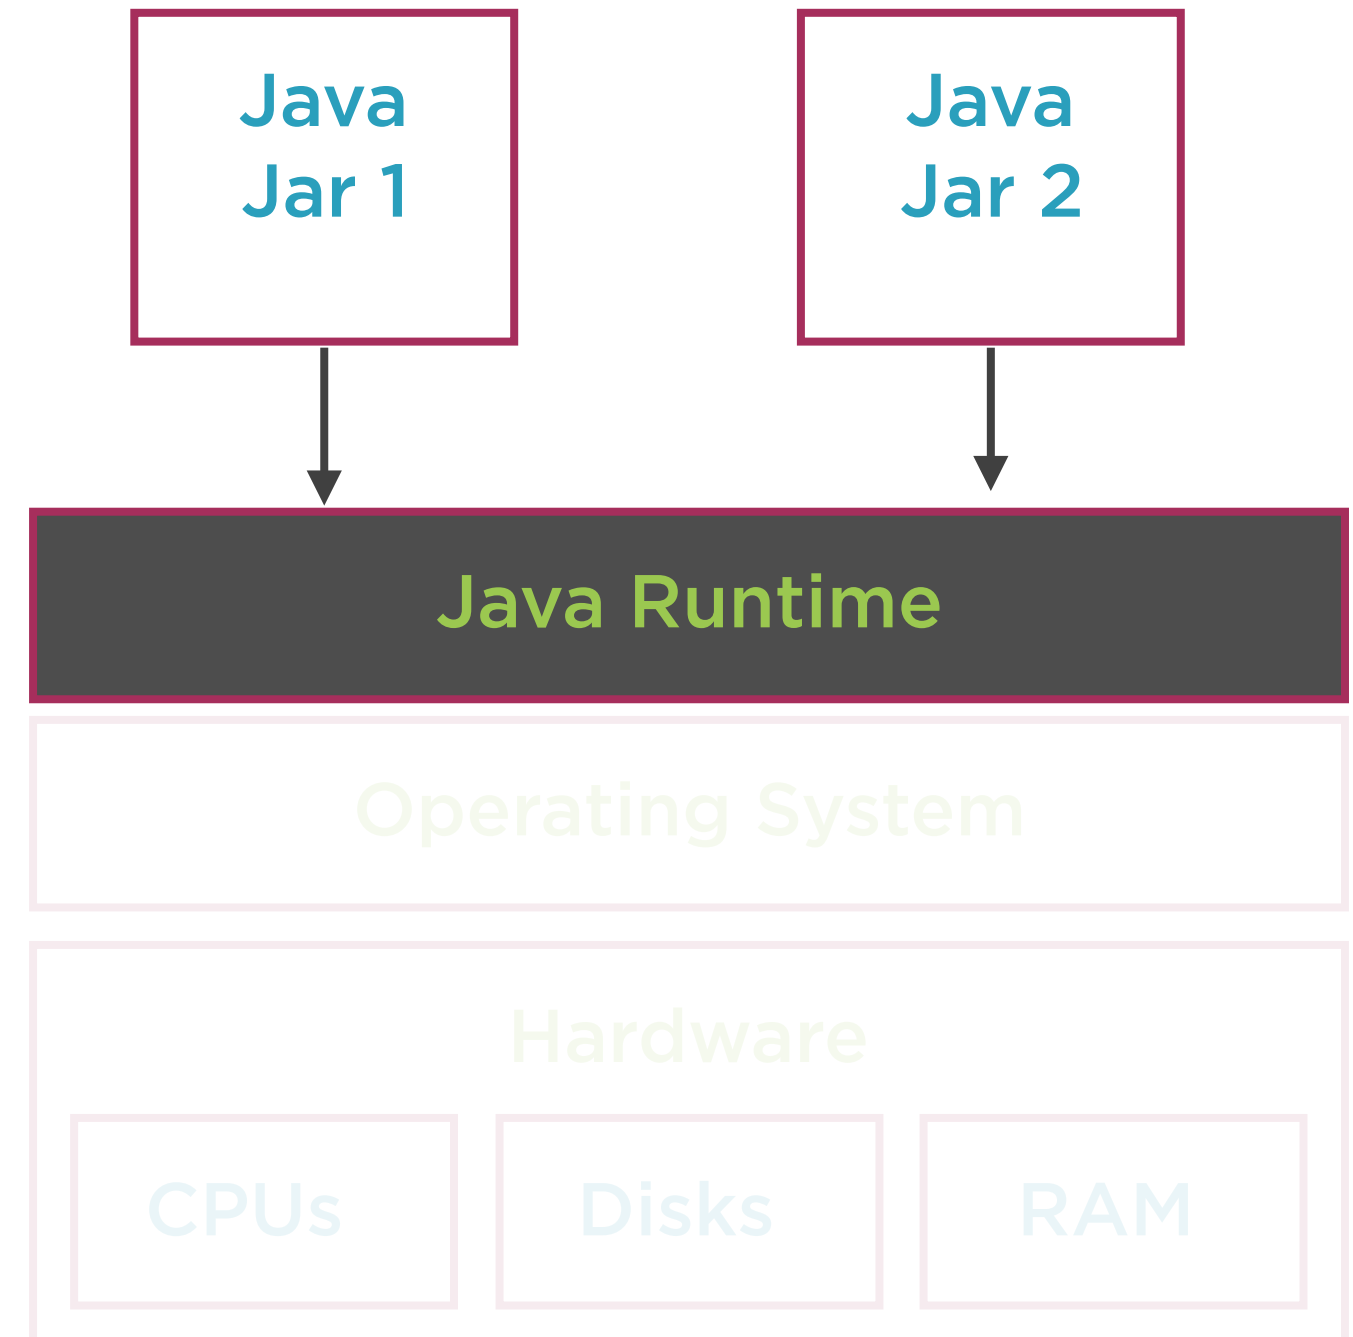 Java
Jar 1
Java
Jar 2
Java Runtime
Operating System
Hardware
CPUs
Disks
RAM